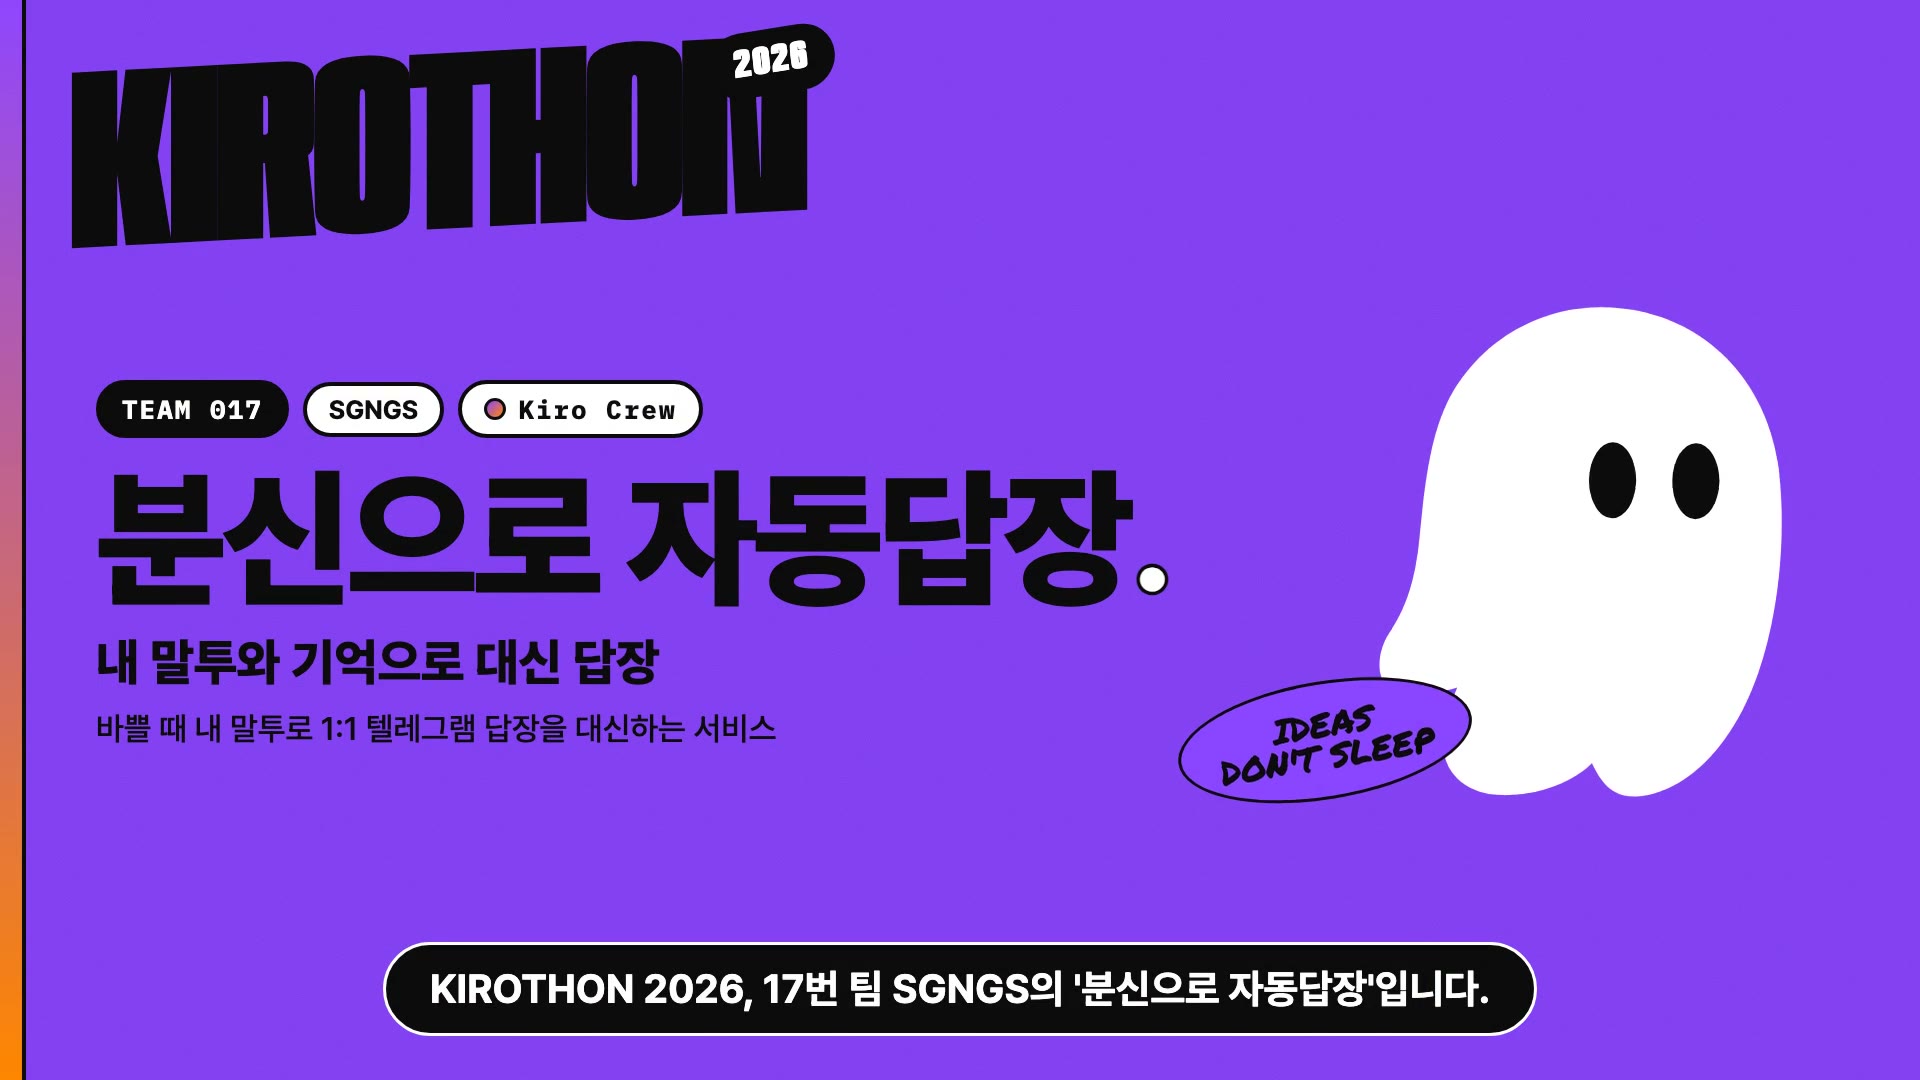 KIROTHON
2026
TEAM 017
SGNGS
Kiro Crew
분신으로 자동답장.
내 말투와 기억으로 대신 답장
바쁠 때 내 말투로 1:1 텔레그램 답장을 대신하는 서비스
IDEAS
DON'T SLEEP
KIROTHON 2026, 17번 팀 SGNGS의 '분신으로 자동답장'입니다.